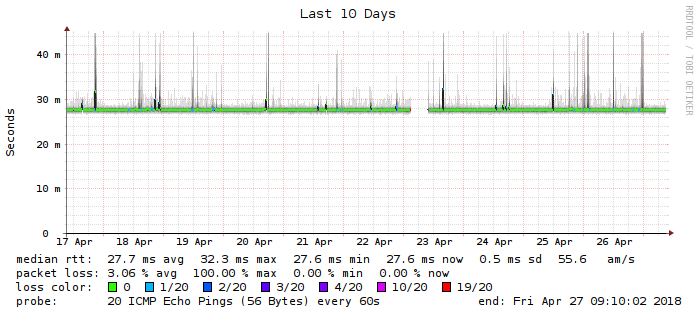 Last 10 Days
RRDTOOL / TOBI OETIKER
Seconds
40 m
30 m
20 m
10 m
0
17 Apr 18 Apr 19 Apr 20 Apr 21 Apr 22 Apr 23 Apr 24 Apr 25 Apr 26 Apr
median rtt: 27.7 ms avg 32.3 ms max 27.6 ms min 27.6 ms now 0.5 ms sd 55.6 am/s
packet loss: 3.06 % avg 100.00 % max 0.00 % min 0.00 % now
loss color: 0 1/20 2/20 3/20 4/20 10/20 19/20
probe: 20 ICMP Echo Pings (56 Bytes) every 60s end: Fri Apr 27 09:10:02 2018